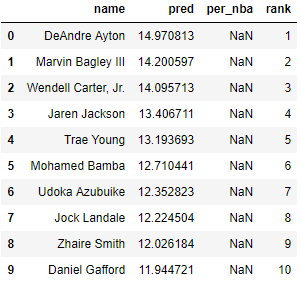 name pred per_nba rank
0 DeAndre Ayton 14.970813 NaN 1
1 Marvin Bagley III 14.200597 NaN 2
2 Wendell Carter, Jr. 14.095713 NaN 3
3 Jaren Jackson 13.406711 NaN 4
4 Trae Young 13.193693 NaN 5
5 Mohamed Bamba 12.710441 NaN 6
6 Udoka Azubuike 12.352823 NaN 7
7 Jock Landale 12.224504 NaN 8
8 Zhaire Smith 12.026184 NaN 9
9 Daniel Gafford 11.944721 NaN 10